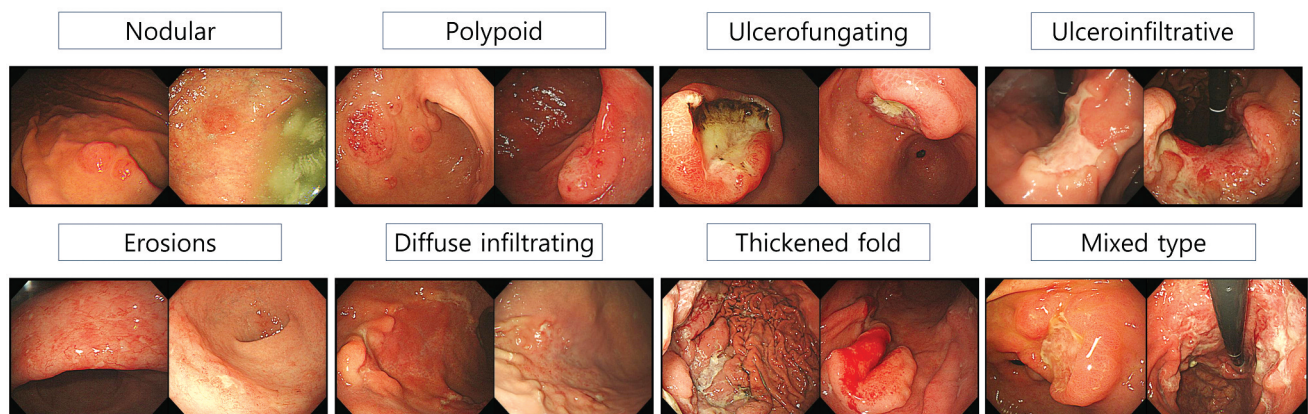 Nodular
Polypoid
Ulcerofungating
Ulceroinfiltrative
Erosions
Diffuse infiltrating
Thickened fold
Mixed type